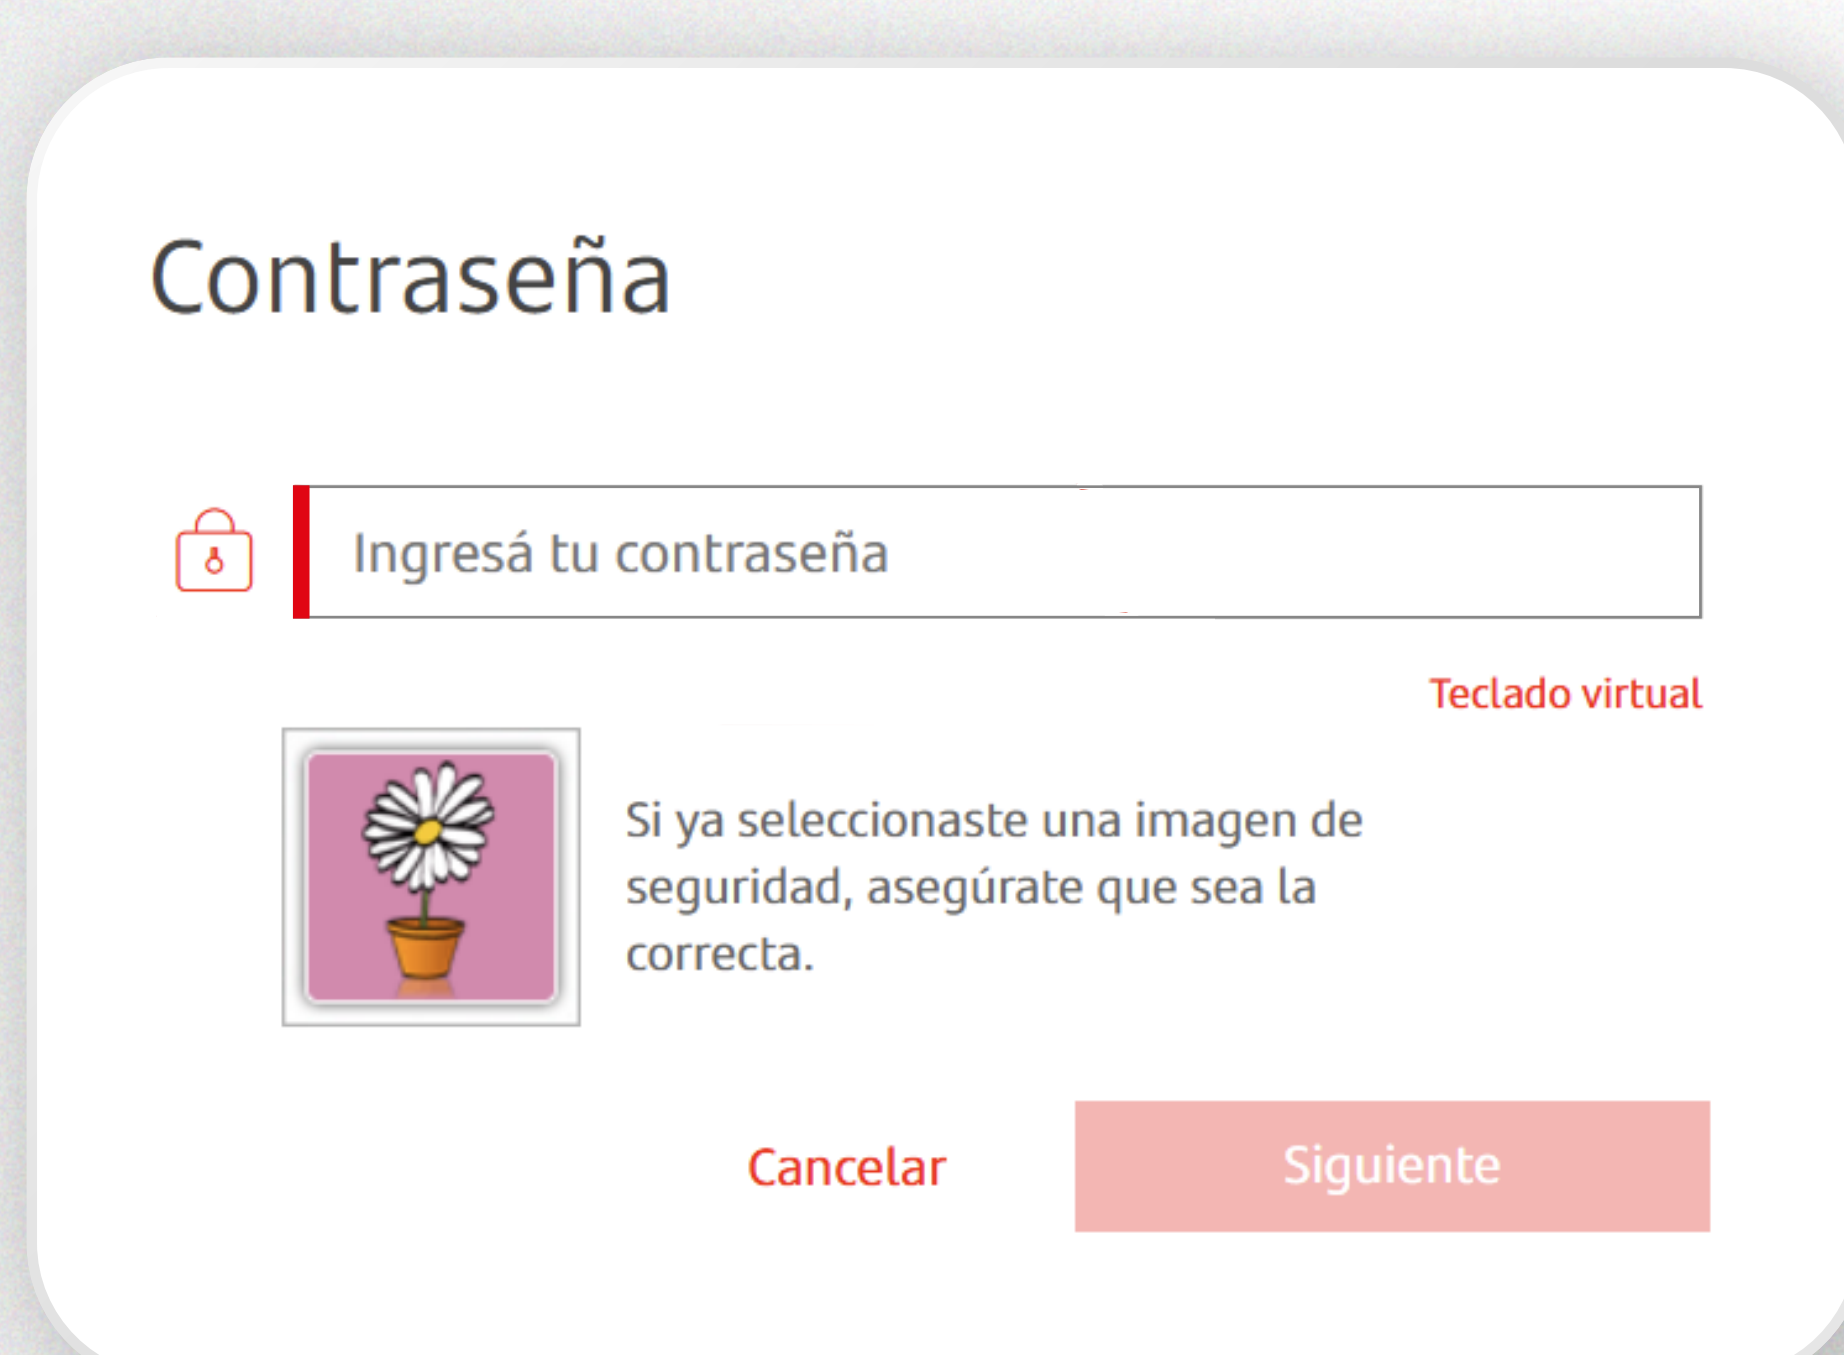 Contraseña
Ingresá tu contraseña
Teclado virtual
Si ya seleccionaste una imagen de
seguridad, asegúrate que sea la
correcta.
Cancelar
Siguiente